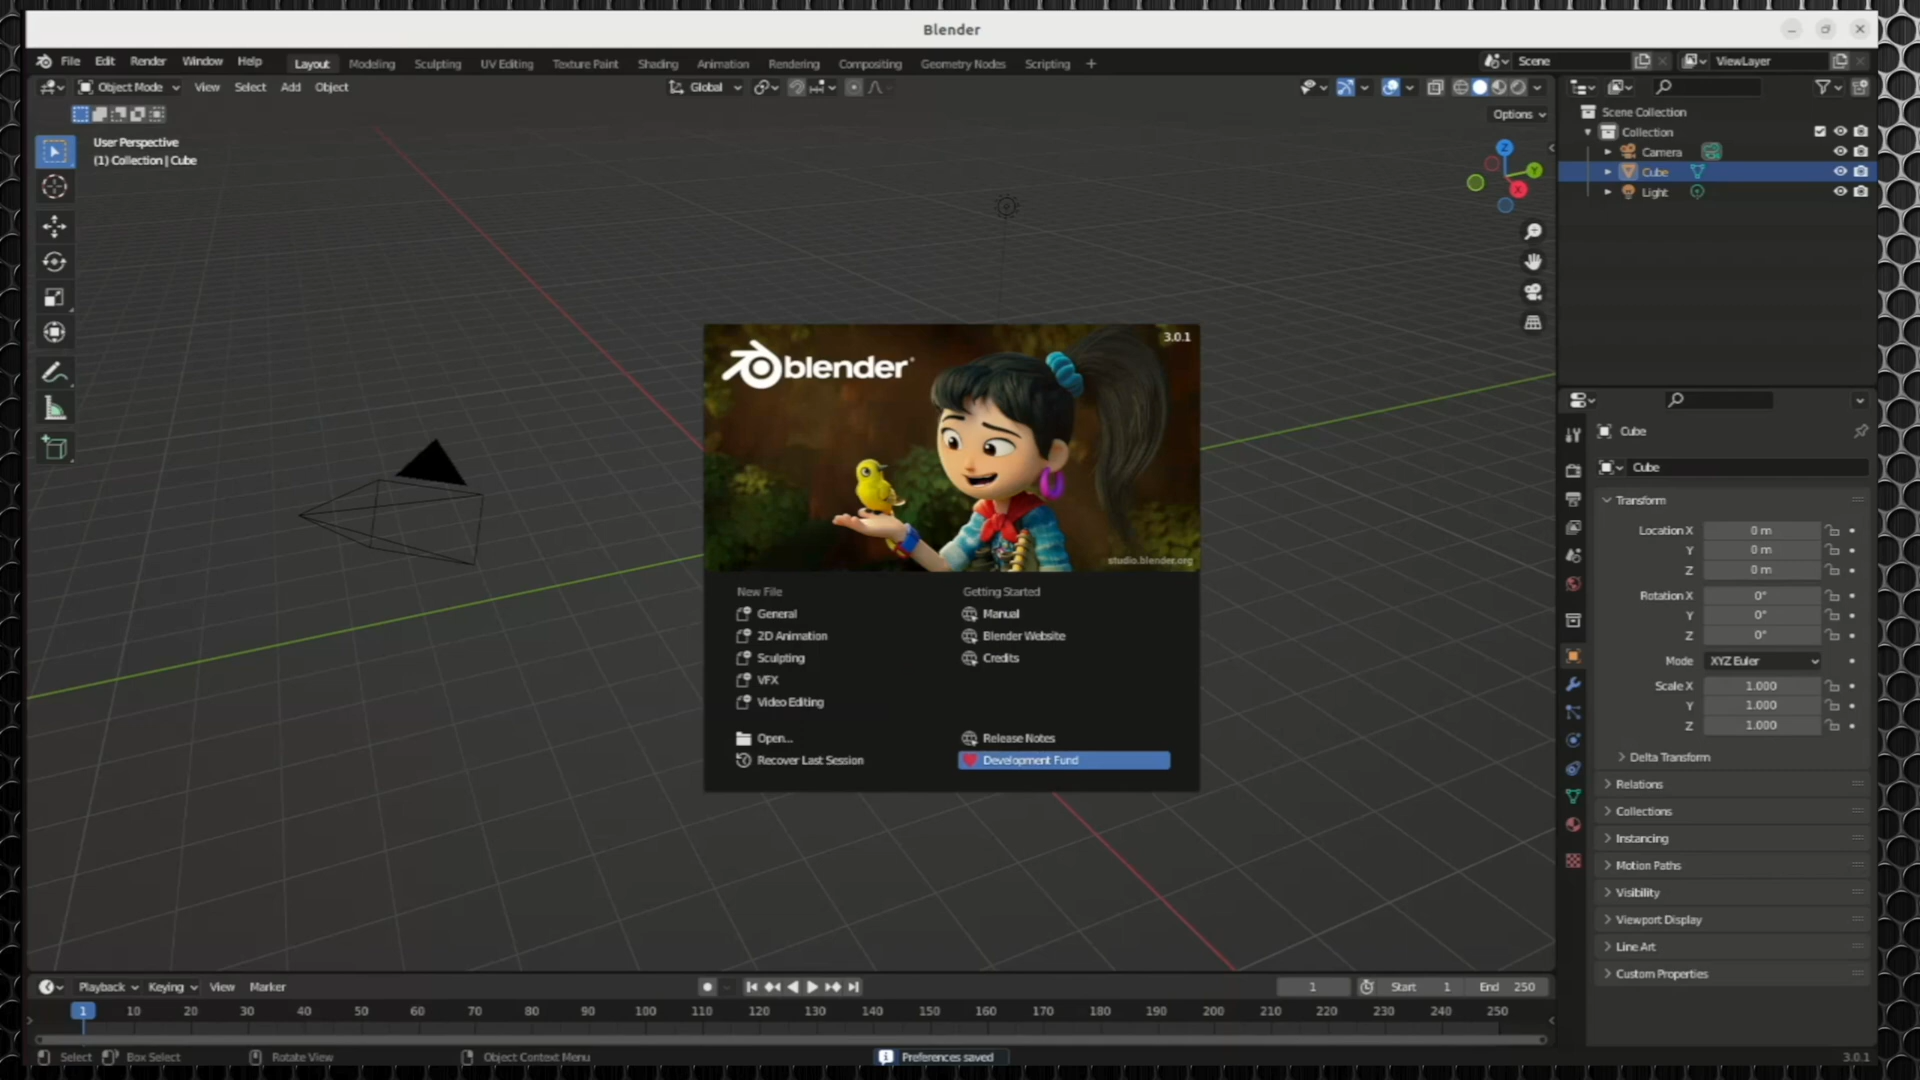 Blender
File Edit Render Window Help Layout Modeling Sculpting UV Editing Texture Paint Shading Animation Rendering Compositing Geometry Nodes Scripting + Scene ViewLayer
Object Mode View Select Add Object Global
Options
User Perspective
(1) Collection | Cube
Z
Y
X
Scene Collection
Collection
Camera
Cube
Light
blender
3.0.1
studio.blender.org
New File
General
2D Animation
Sculpting
VFX
Video Editing
Open...
Recover Last Session
Getting Started
Manual
Blender Website
Credits
Release Notes
Development Fund
Cube
Cube
Transform
Location X 0 m
Y 0 m
Z 0 m
Rotation X 0°
Y 0°
Z 0°
Mode XYZ Euler
Scale X 1.000
Y 1.000
Z 1.000
Delta Transform
Relations
Collections
Instancing
Motion Paths
Visibility
Viewport Display
Line Art
Custom Properties
Playback Keying View Marker 1 Start 1 End 250
1 10 20 30 40 50 60 70 80 90 100 110 120 130 140 150 160 170 180 190 200 210 220 230 240 250
Select Box Select Rotate View Object Context Menu Preferences saved 3.0.1